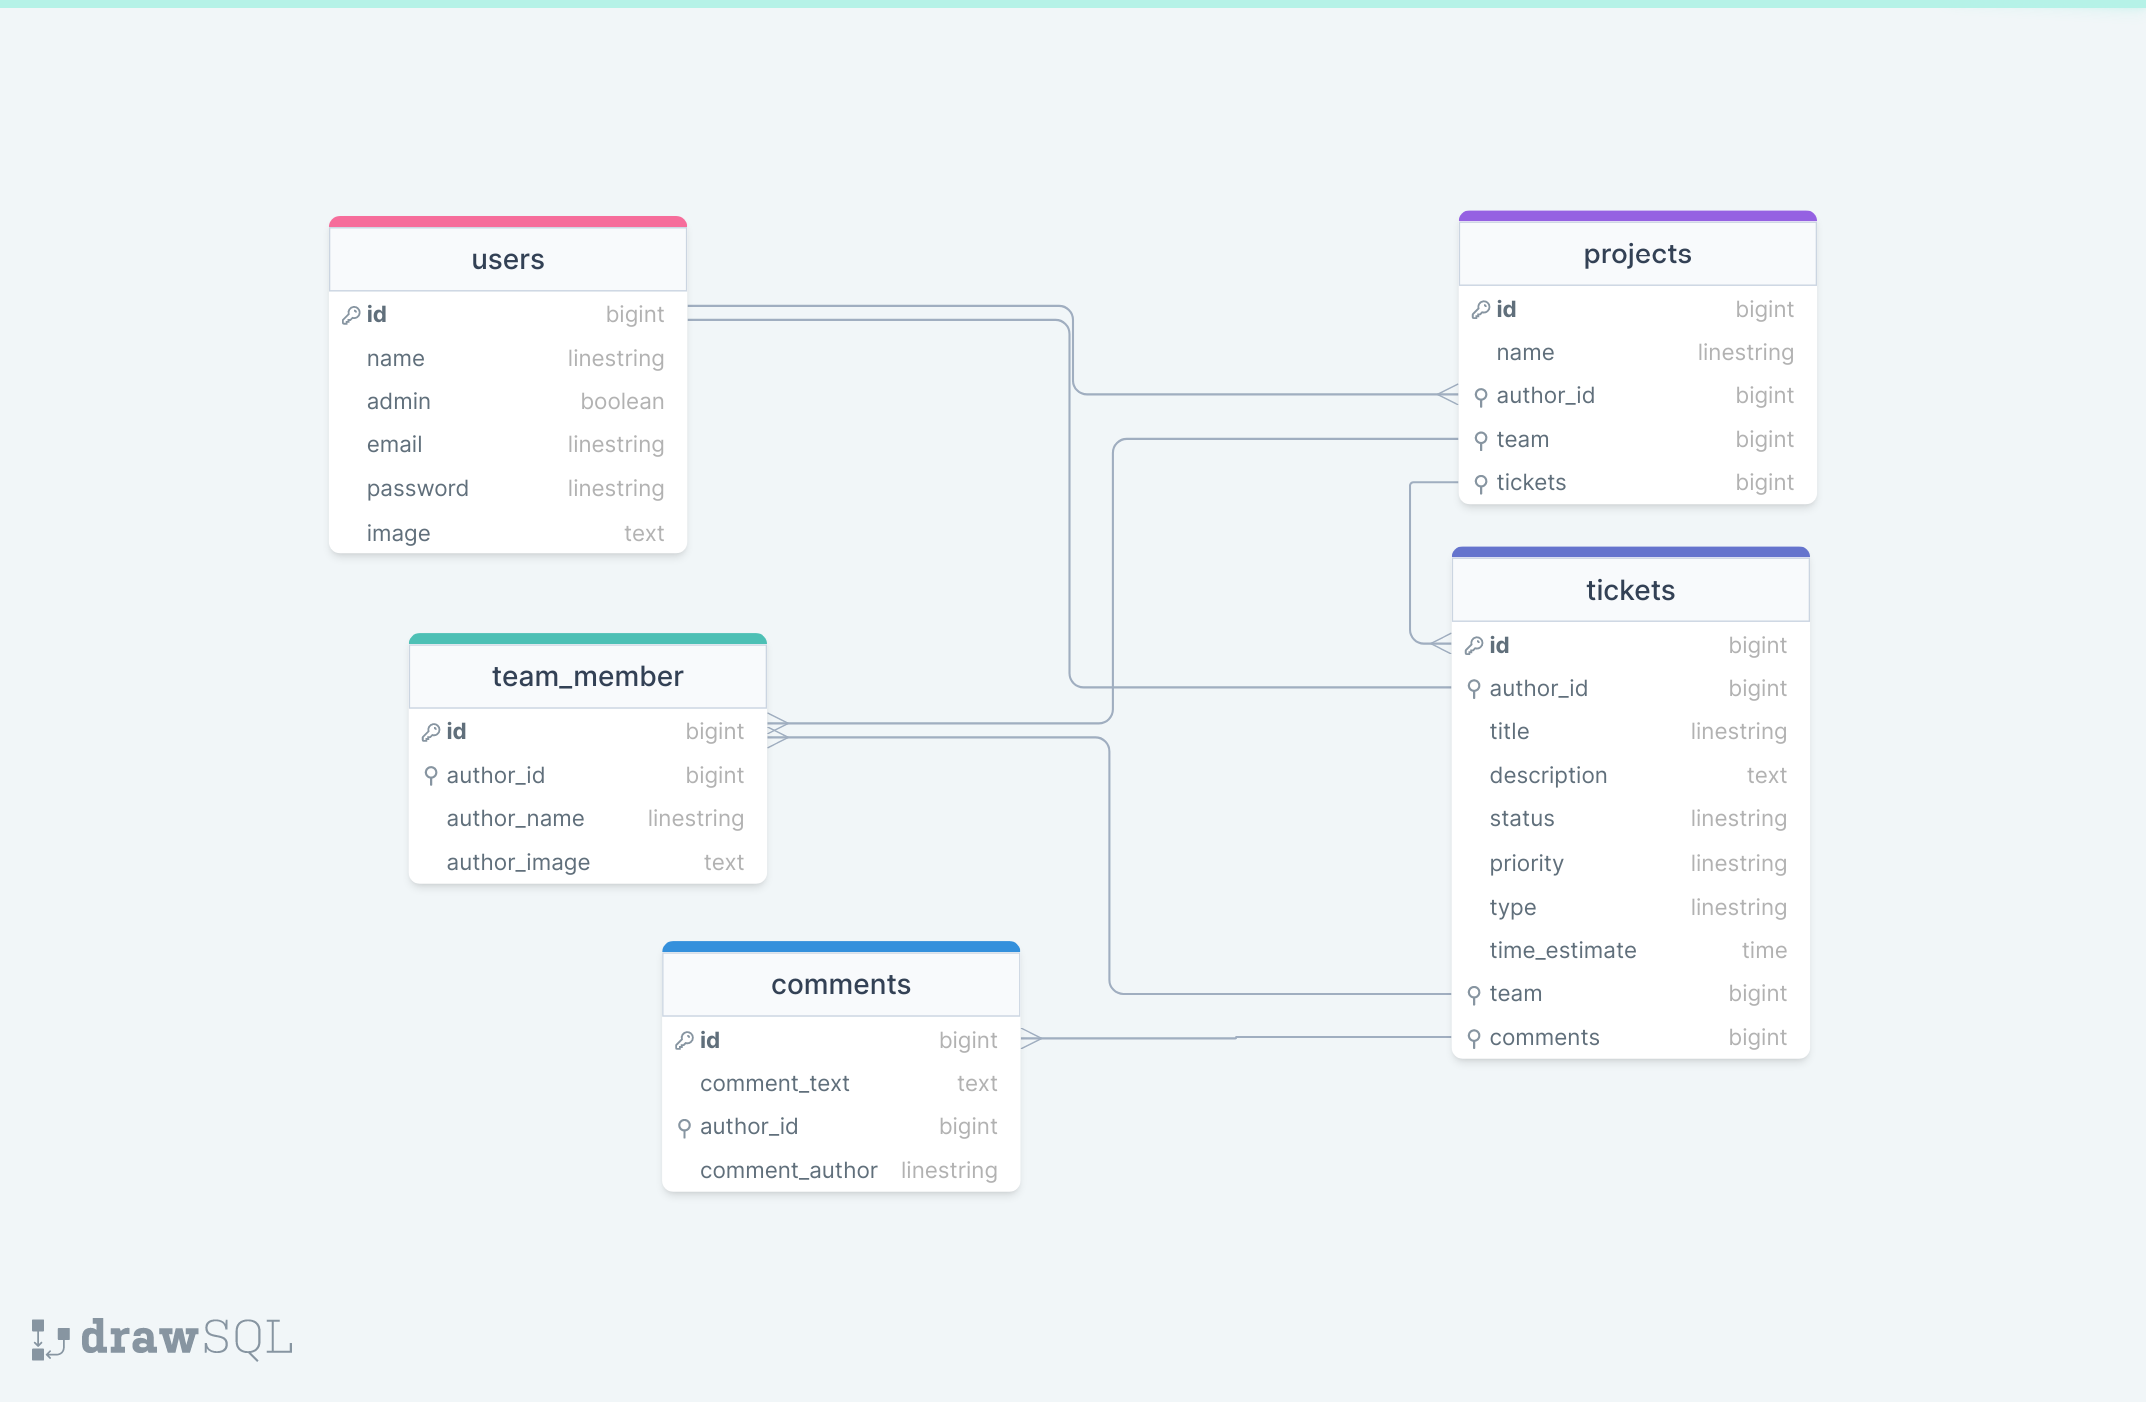 users
id bigint
name linestring
admin boolean
email linestring
password linestring
image text
projects
id bigint
name linestring
author_id bigint
team bigint
tickets bigint
team_member
id bigint
author_id bigint
author_name linestring
author_image text
tickets
id bigint
author_id bigint
title linestring
description text
status linestring
priority linestring
type linestring
time_estimate time
team bigint
comments bigint
comments
id bigint
comment_text text
author_id bigint
comment_author linestring
drawSQL